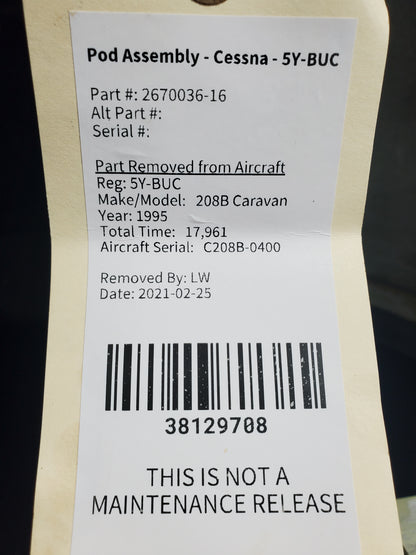 Pod Assembly - Cessna - 5Y-BUC
Part #: 2670036-16
Alt Part #:
Serial #:
Part Removed from Aircraft
Reg: 5Y-BUC
Make/Model: 208B Caravan
Year: 1995
Total Time: 17,961
Aircraft Serial: C208B-0400
Removed By: LW
Date: 2021-02-25
38129708
THIS IS NOT A
MAINTENANCE RELEASE